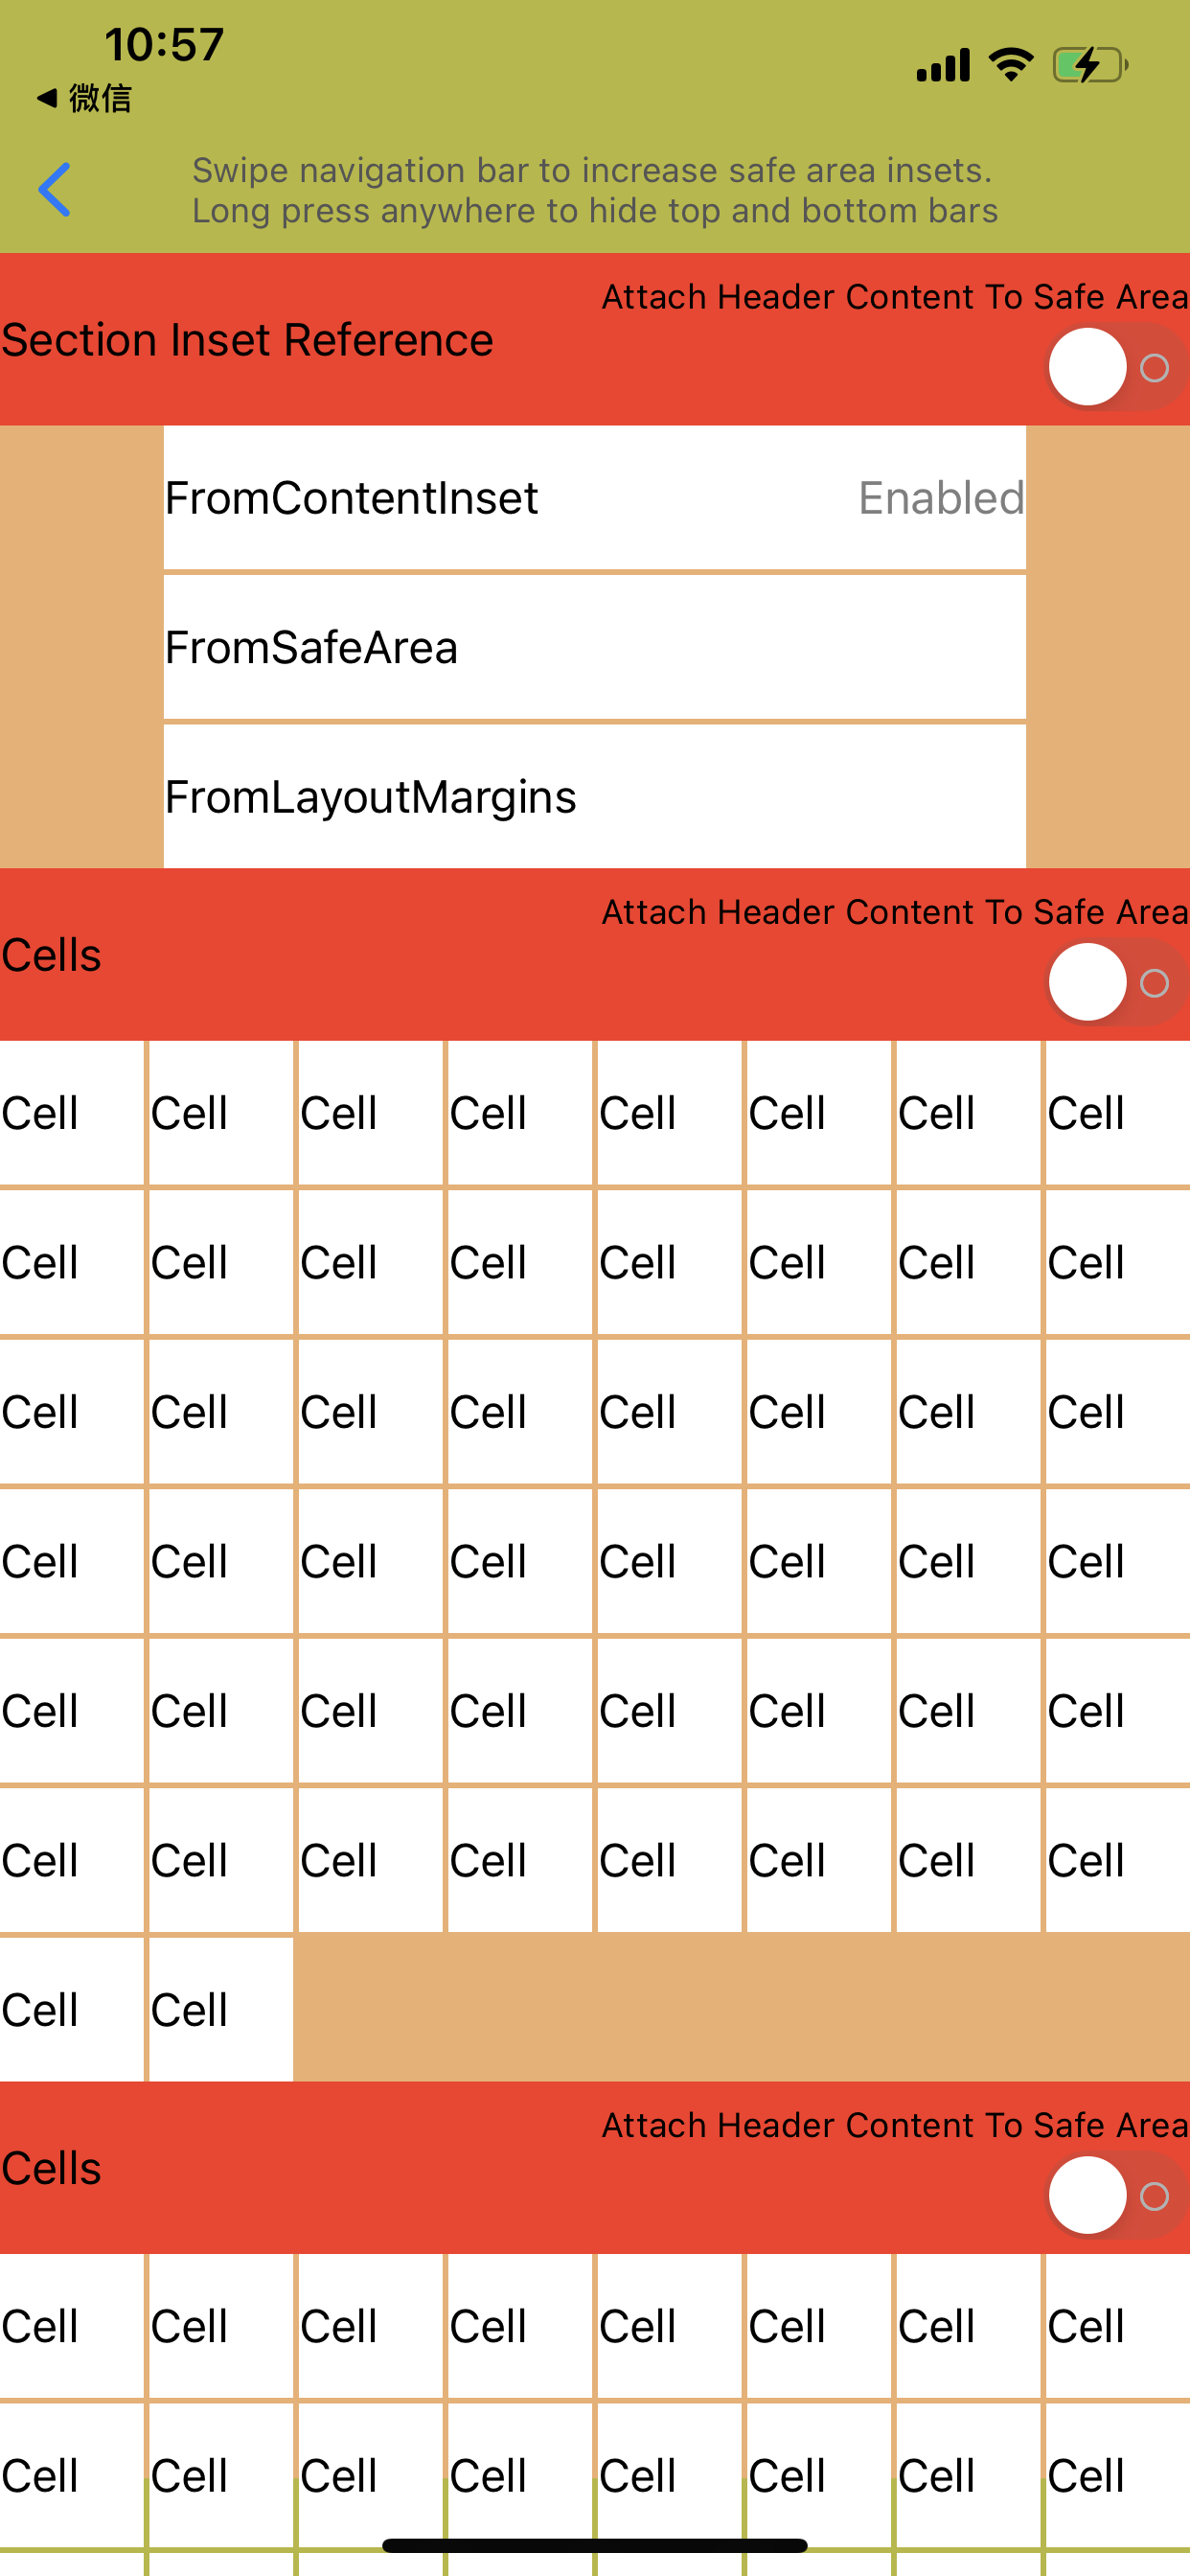 10:57
◀ 微信
Swipe navigation bar to increase safe area insets.
Long press anywhere to hide top and bottom bars
Attach Header Content To Safe Area
Section Inset Reference
FromContentInset Enabled
FromSafeArea
FromLayoutMargins
Attach Header Content To Safe Area
Cells
Cell Cell Cell Cell Cell Cell Cell Cell
Cell Cell Cell Cell Cell Cell Cell Cell
Cell Cell Cell Cell Cell Cell Cell Cell
Cell Cell Cell Cell Cell Cell Cell Cell
Cell Cell Cell Cell Cell Cell Cell Cell
Cell Cell Cell Cell Cell Cell Cell Cell
Cell Cell
Attach Header Content To Safe Area
Cells
Cell Cell Cell Cell Cell Cell Cell Cell
Cell Cell Cell Cell Cell Cell Cell Cell